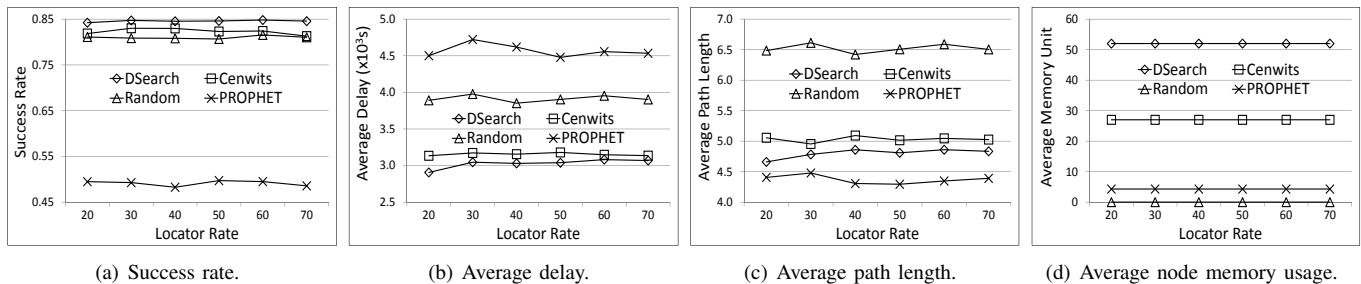 0.85
0.75
0.65
0.55
0.45
Success Rate
DSearch
Cenwits
Random
PROPHET
20 30 40 50 60 70
Locator Rate
(a) Success rate.
5.0
4.5
4.0
3.5
3.0
2.5
Average Delay (x10³s)
DSearch
Cenwits
Random
PROPHET
20 30 40 50 60 70
Locator Rate
(b) Average delay.
7.0
6.5
6.0
5.5
5.0
4.5
4.0
Average Path Length
DSearch
Cenwits
Random
PROPHET
20 30 40 50 60 70
Locator Rate
(c) Average path length.
60
50
40
30
20
10
0
Average Memory Unit
DSearch
Cenwits
Random
PROPHET
20 30 40 50 60 70
Locator Rate
(d) Average node memory usage.